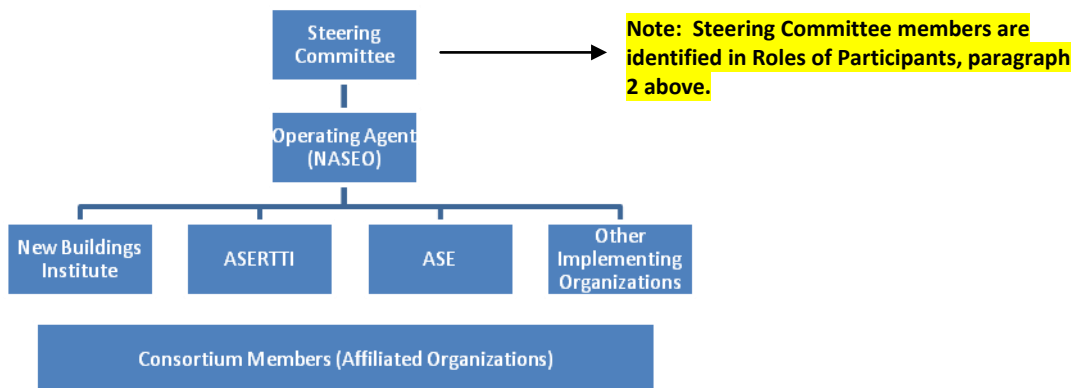 Steering
Committee
Note: Steering Committee members are
identified in Roles of Participants, paragraph
2 above.
Operating Agent
(NASEO)
New Buildings
Institute
ASERTTI
ASE
Other
Implementing
Organizations
Consortium Members (Affiliated Organizations)